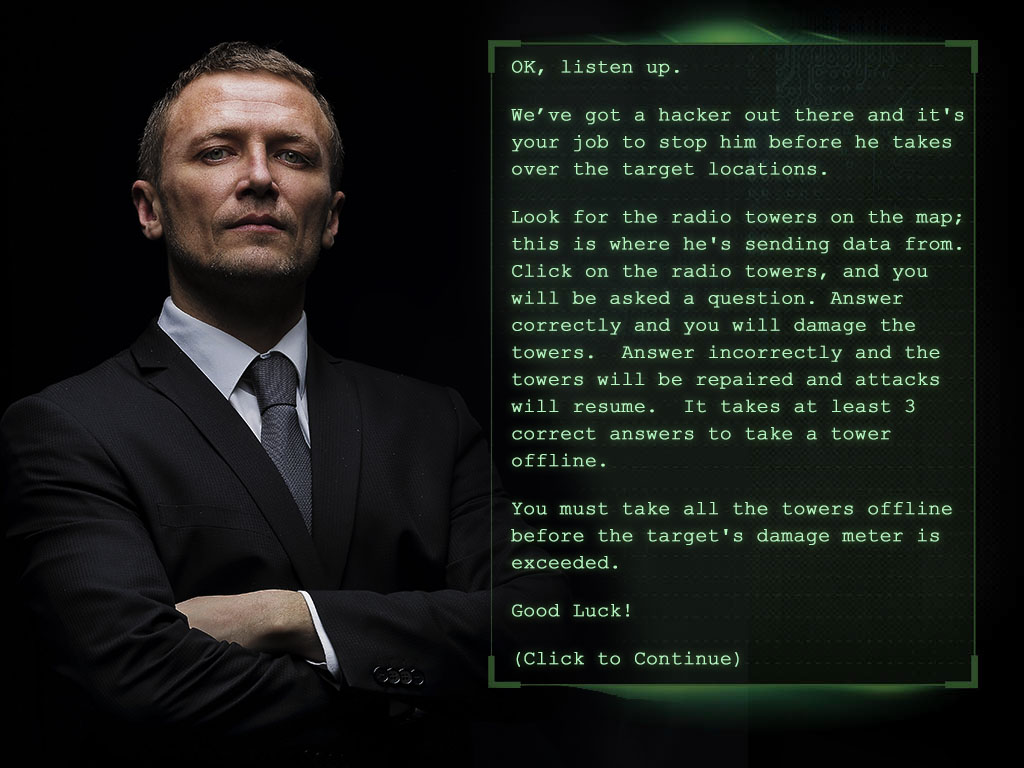 OK, listen up.
We’ve got a hacker out there and it's
your job to stop him before he takes
over the target locations.
Look for the radio towers on the map;
this is where he's sending data from.
Click on the radio towers, and you
will be asked a question. Answer
correctly and you will damage the
towers.  Answer incorrectly and the
towers will be repaired and attacks
will resume.  It takes at least 3
correct answers to take a tower
offline.
You must take all the towers offline
before the target's damage meter is
exceeded.
Good Luck!
(Click to Continue)